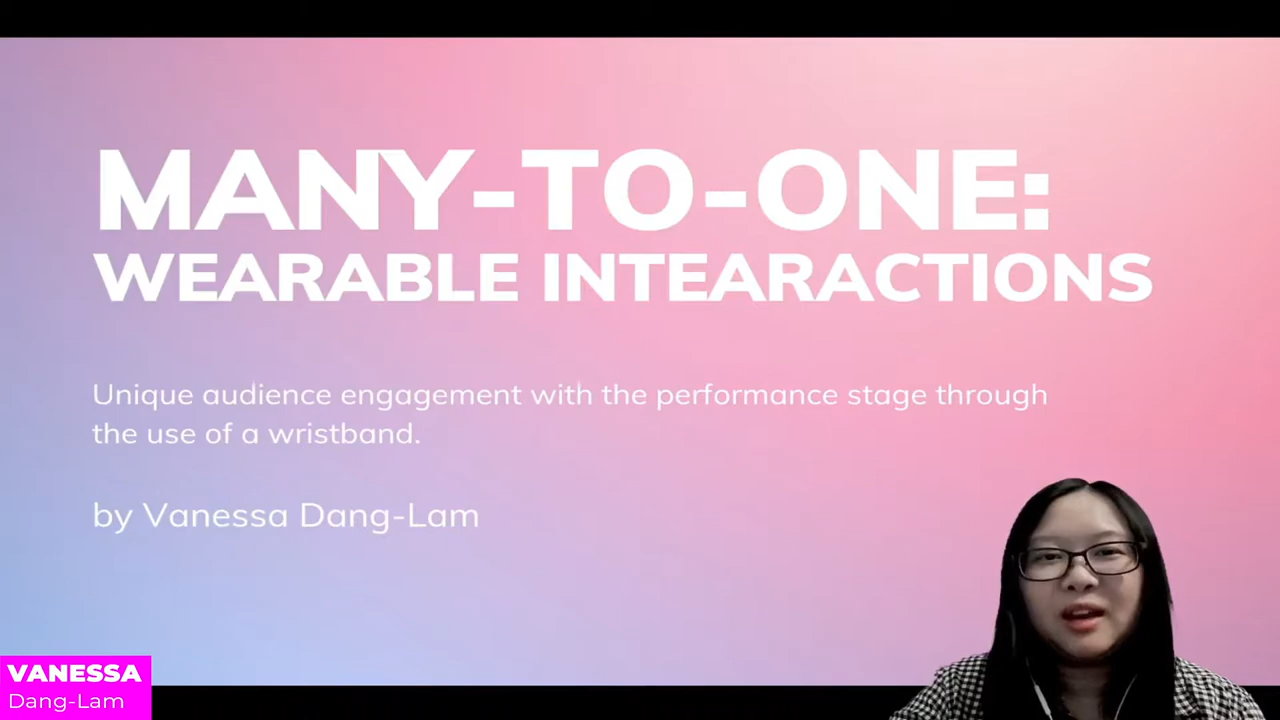 MANY-TO-ONE:
WEARABLE INTEARACTIONS
Unique audience engagement with the performance stage through
the use of a wristband.
by Vanessa Dang-Lam
VANESSA
Dang-Lam